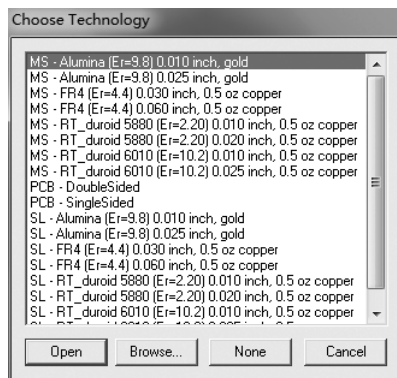 Choose Technology
MS - Alumina (Er=9.8) 0.010 inch, gold
MS - Alumina (Er=9.8) 0.025 inch, gold
MS - FR4 (Er=4.4) 0.030 inch, 0.5 oz copper
MS - FR4 (Er=4.4) 0.060 inch, 0.5 oz copper
MS - RT_duroid 5880 (Er=2.20) 0.010 inch, 0.5 oz copper
MS - RT_duroid 5880 (Er=2.20) 0.020 inch, 0.5 oz copper
MS - RT_duroid 6010 (Er=10.2) 0.010 inch, 0.5 oz copper
MS - RT_duroid 6010 (Er=10.2) 0.025 inch, 0.5 oz copper
PCB - DoubleSided
PCB - SingleSided
SL - Alumina (Er=9.8) 0.010 inch, gold
SL - Alumina (Er=9.8) 0.025 inch, gold
SL - FR4 (Er=4.4) 0.030 inch, 0.5 oz copper
SL - FR4 (Er=4.4) 0.060 inch, 0.5 oz copper
SL - RT_duroid 5880 (Er=2.20) 0.010 inch, 0.5 oz copper
SL - RT_duroid 5880 (Er=2.20) 0.020 inch, 0.5 oz copper
SL - RT_duroid 6010 (Er=10.2) 0.010 inch, 0.5 oz copper
Open Browse... None Cancel